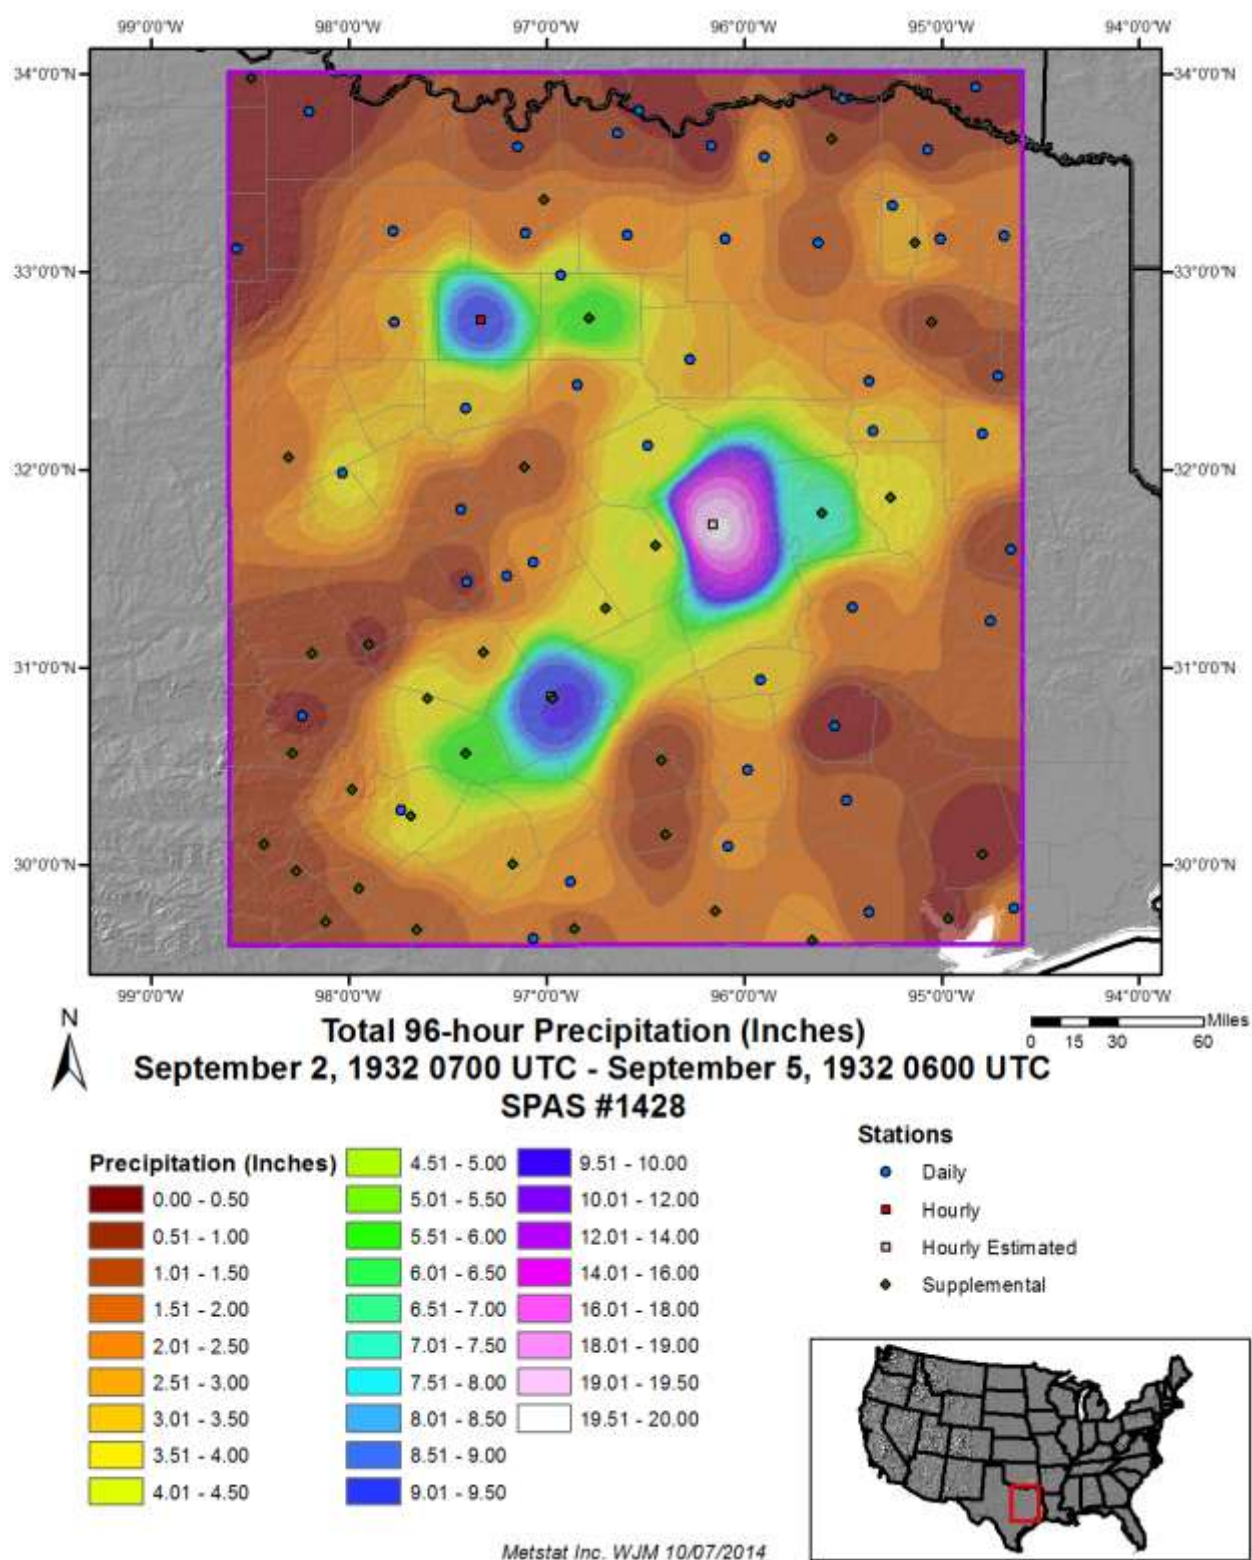 99°0'0"W 98°0'0"W 97°0'0"W 96°0'0"W 95°0'0"W 94°0'0"W
34°0'0"N 34°0'0"N
33°0'0"N 33°0'0"N
32°0'0"N 32°0'0"N
31°0'0"N 31°0'0"N
30°0'0"N 30°0'0"N
99°0'0"W 98°0'0"W 97°0'0"W 96°0'0"W 95°0'0"W 94°0'0"W
N
Total 96-hour Precipitation (Inches)
September 2, 1932 0700 UTC - September 5, 1932 0600 UTC
SPAS #1428
Miles
0 15 30 60
Precipitation (Inches)
0.00 - 0.50
0.51 - 1.00
1.01 - 1.50
1.51 - 2.00
2.01 - 2.50
2.51 - 3.00
3.01 - 3.50
3.51 - 4.00
4.01 - 4.50
4.51 - 5.00
5.01 - 5.50
5.51 - 6.00
6.01 - 6.50
6.51 - 7.00
7.01 - 7.50
7.51 - 8.00
8.01 - 8.50
8.51 - 9.00
9.01 - 9.50
9.51 - 10.00
10.01 - 12.00
12.01 - 14.00
14.01 - 16.00
16.01 - 18.00
18.01 - 19.00
19.01 - 19.50
19.51 - 20.00
Stations
Daily
Hourly
Hourly Estimated
Supplemental
Metstat Inc. WJM 10/07/2014